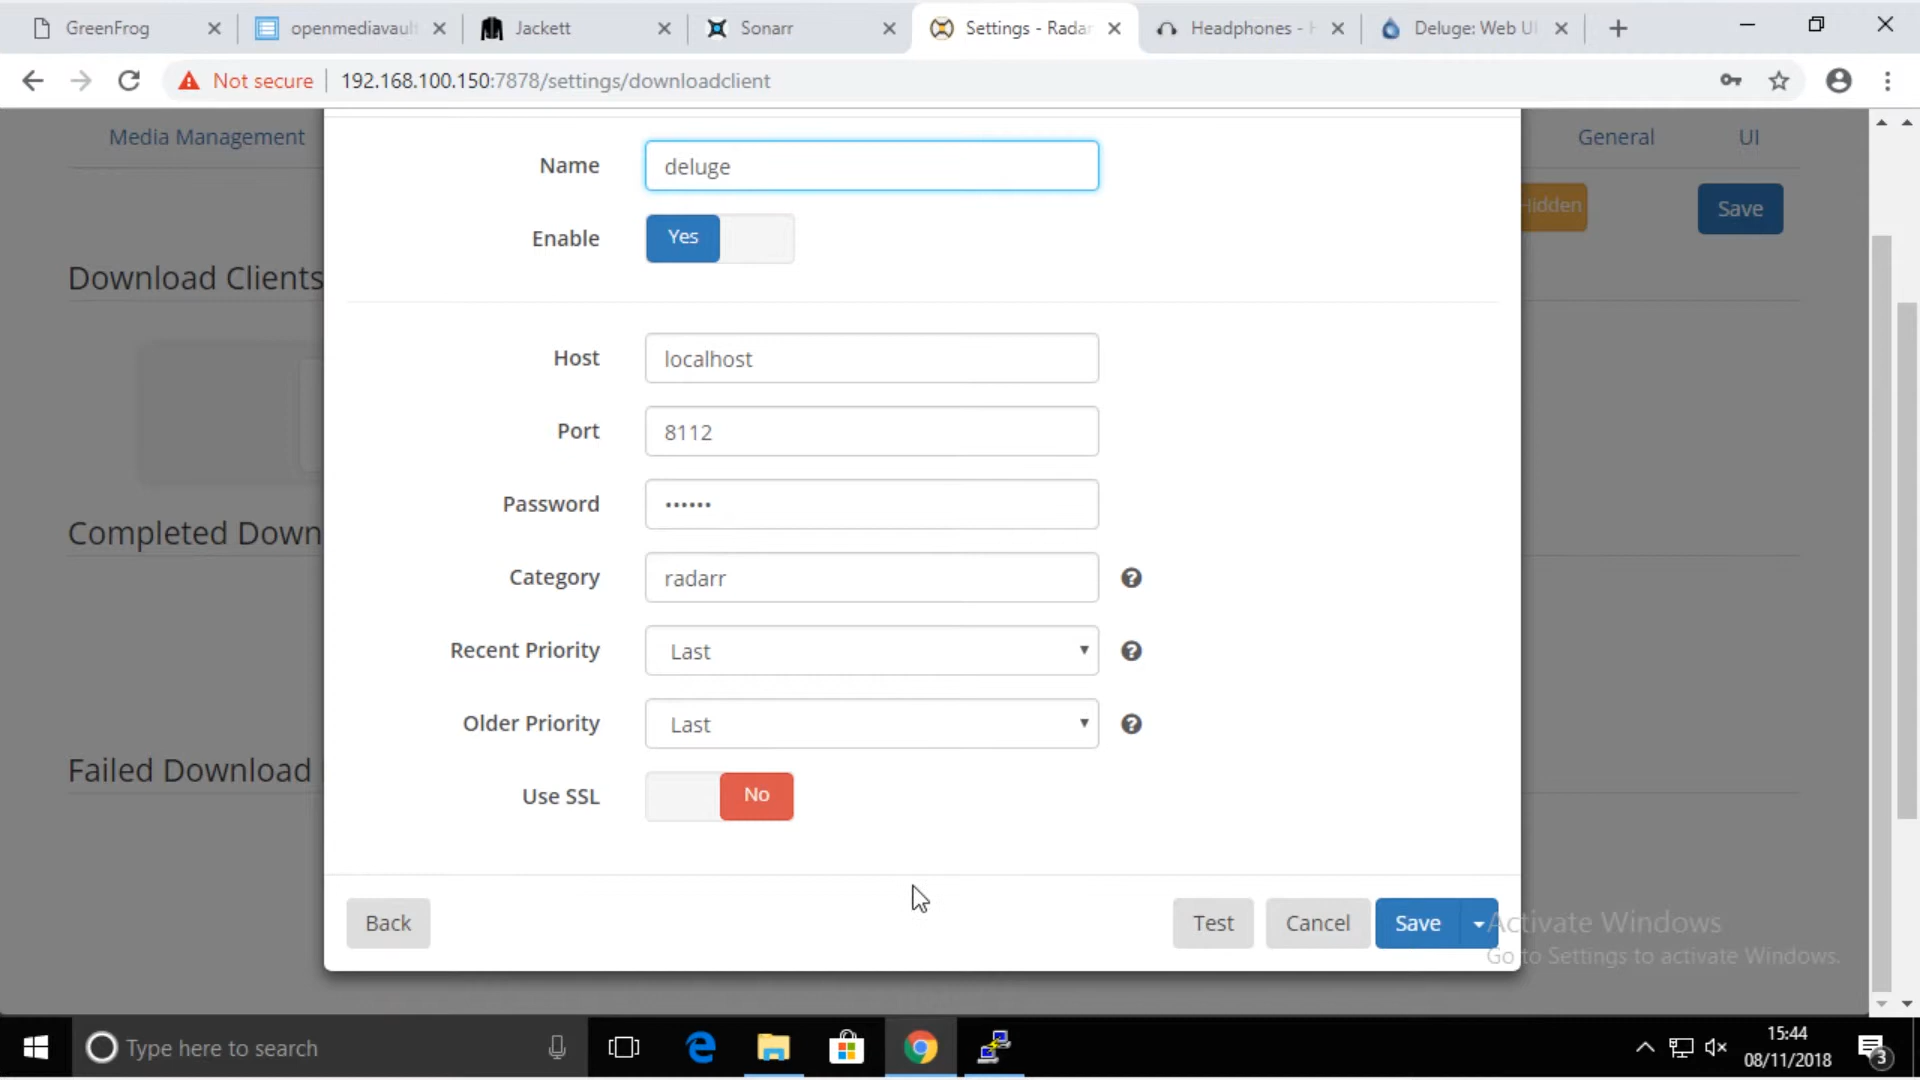 GreenFrog
openmediavault
Jackett
Sonarr
Settings - Radar
Headphones - H
Deluge: Web UI
Not secure
192.168.100.150:7878/settings/downloadclient
Media Management
General
UI
Name
deluge
Hidden
Save
Enable
Yes
Download Clients
Host
localhost
Port
8112
Password
••••••
Completed Down
Category
radarr
Recent Priority
Last
Older Priority
Last
Failed Download
Use SSL
No
Back
Test
Cancel
Save
Activate Windows
Go to Settings to activate Windows.
Type here to search
15:44
08/11/2018
3